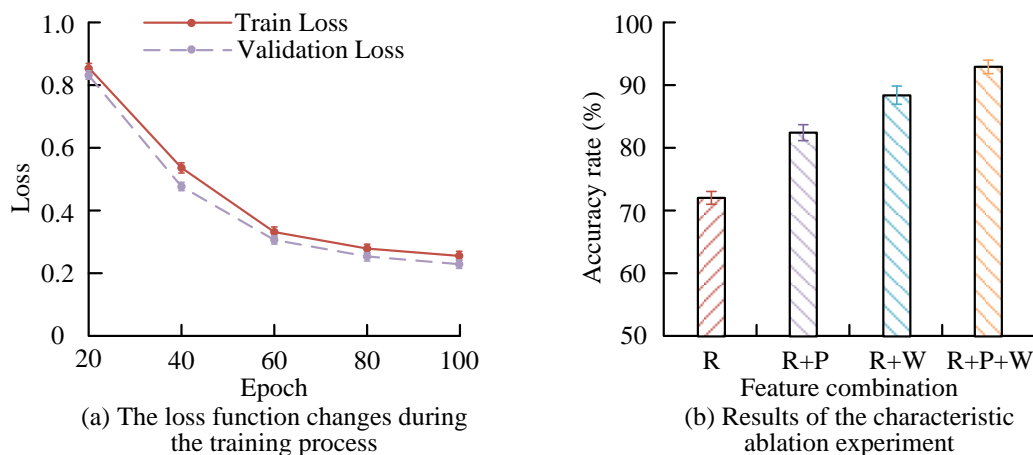 1.0
0.8
0.6
0.4
0.2
0
Loss
Train Loss
Validation Loss
20 40 60 80 100
Epoch
(a) The loss function changes during
the training process
100
90
80
70
60
50
Accuracy rate (%)
R R+P R+W R+P+W
Feature combination
(b) Results of the characteristic
ablation experiment